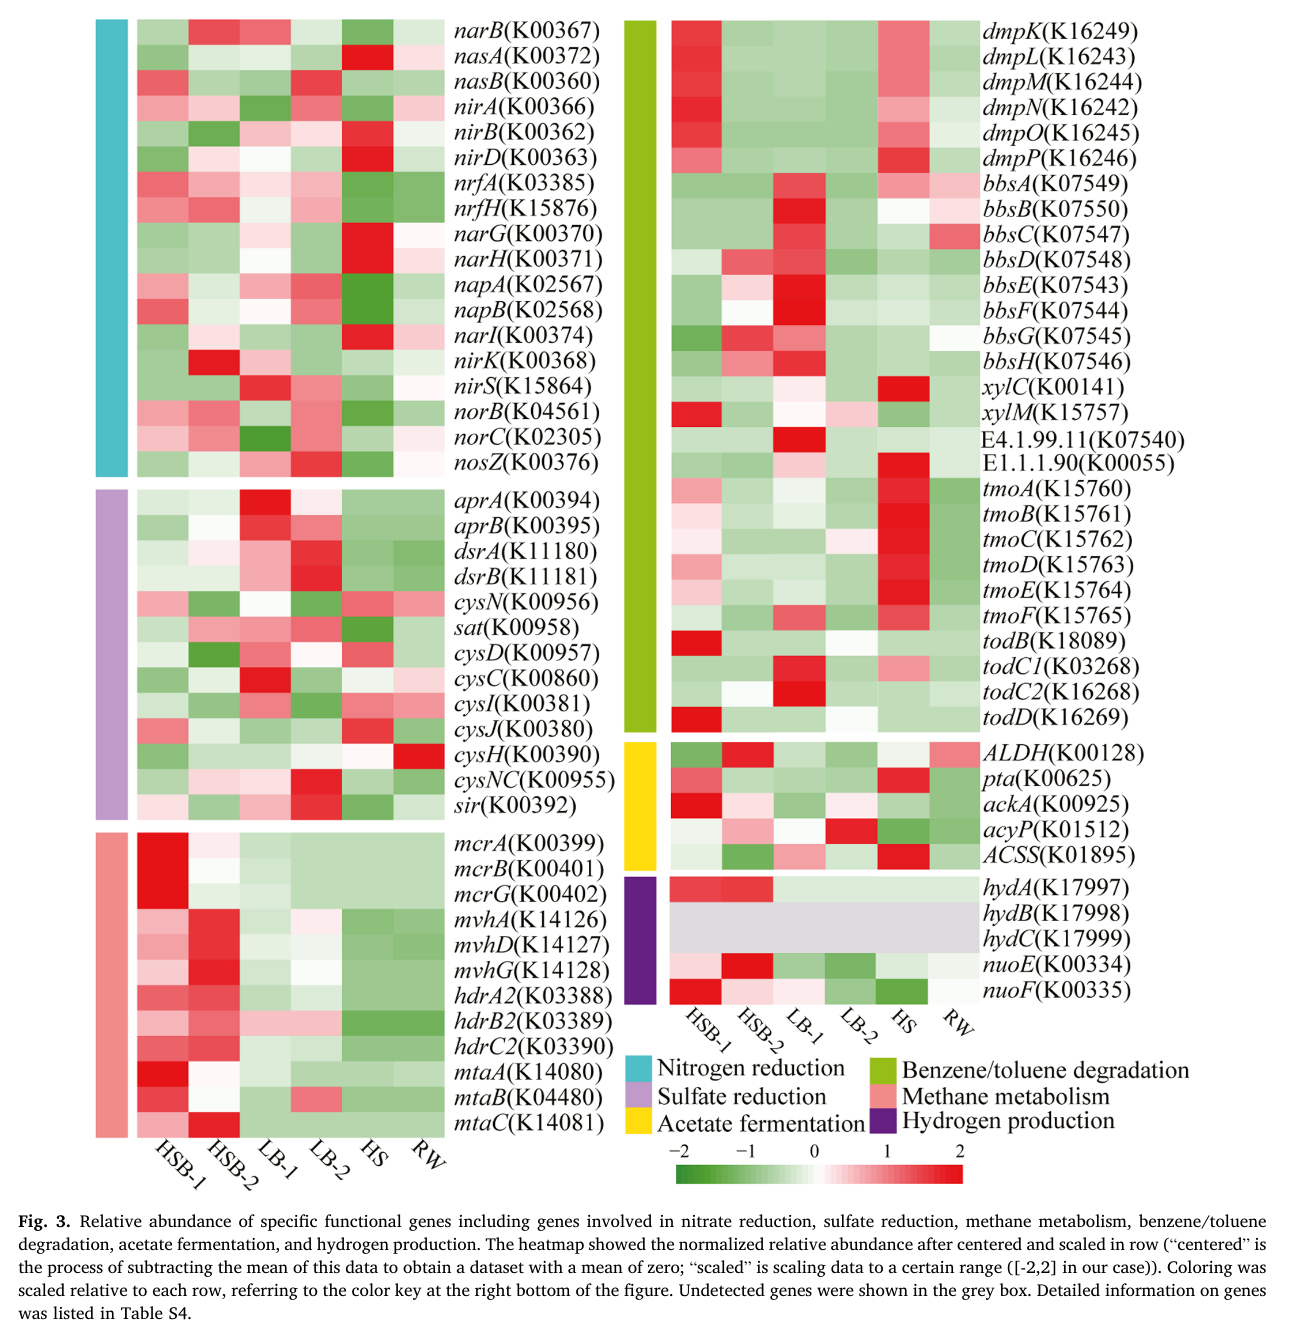 narB(K00367)
nasA(K00372)
nasB(K00360)
nirA(K00366)
nirB(K00362)
nirD(K00363)
nrfA(K03385)
nrfH(K15876)
narG(K00370)
narH(K00371)
napA(K02567)
napB(K02568)
narI(K00374)
nirK(K00368)
nirS(K15864)
norB(K04561)
norC(K02305)
nosZ(K00376)
aprA(K00394)
aprB(K00395)
dsrA(K11180)
dsrB(K11181)
cysN(K00956)
sat(K00958)
cysD(K00957)
cysC(K00860)
cysI(K00381)
cysJ(K00380)
cysH(K00390)
cysNC(K00955)
sir(K00392)
mcrA(K00399)
mcrB(K00401)
mcrG(K00402)
mvhA(K14126)
mvhD(K14127)
mvhG(K14128)
hdrA2(K03388)
hdrB2(K03389)
hdrC2(K03390)
mtaA(K14080)
mtaB(K04480)
mtaC(K14081)
HSB-1 HSB-2 LB-1 LB-2 HS RW
dmpK(K16249)
dmpL(K16243)
dmpM(K16244)
dmpN(K16242)
dmpO(K16245)
dmpP(K16246)
bbsA(K07549)
bbsB(K07550)
bbsC(K07547)
bbsD(K07548)
bbsE(K07543)
bbsF(K07544)
bbsG(K07545)
bbsH(K07546)
xylC(K00141)
xylM(K15757)
E4.1.99.11(K07540)
E1.1.1.90(K00055)
tmoA(K15760)
tmoB(K15761)
tmoC(K15762)
tmoD(K15763)
tmoE(K15764)
tmoF(K15765)
todB(K18089)
todC1(K03268)
todC2(K16268)
todD(K16269)
ALDH(K00128)
pta(K00625)
ackA(K00925)
acyP(K01512)
ACSS(K01895)
hydA(K17997)
hydB(K17998)
hydC(K17999)
nuoE(K00334)
nuoF(K00335)
HSB-1 HSB-2 LB-1 LB-2 HS RW
Nitrogen reduction
Sulfate reduction
Acetate fermentation
Benzene/toluene degradation
Methane metabolism
Hydrogen production
−2 −1 0 1 2
Fig. 3. Relative abundance of specific functional genes including genes involved in nitrate reduction, sulfate reduction, methane metabolism, benzene/toluene
degradation, acetate fermentation, and hydrogen production. The heatmap showed the normalized relative abundance after centered and scaled in row (“centered” is
the process of subtracting the mean of this data to obtain a dataset with a mean of zero; “scaled” is scaling data to a certain range ([-2,2] in our case)). Coloring was
scaled relative to each row, referring to the color key at the right bottom of the figure. Undetected genes were shown in the grey box. Detailed information on genes
was listed in Table S4.